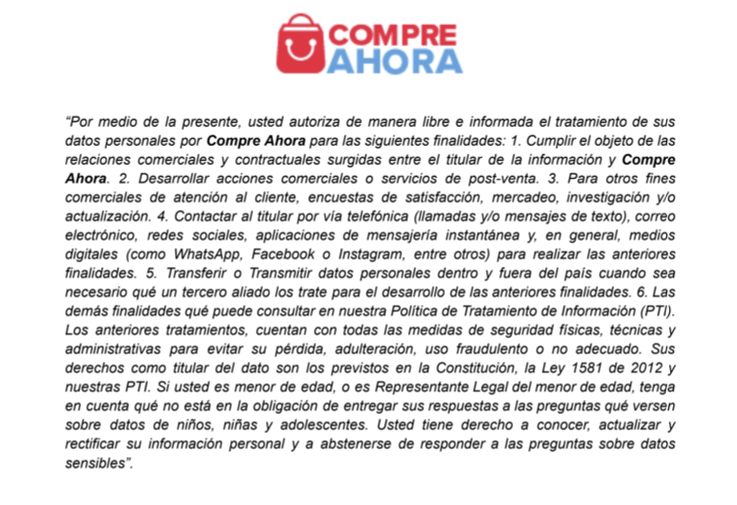 COMPRE
AHORA
“Por medio de la presente, usted autoriza de manera libre e informada el tratamiento de sus
datos personales por Compre Ahora para las siguientes finalidades: 1. Cumplir el objeto de las
relaciones comerciales y contractuales surgidas entre el titular de la información y Compre
Ahora. 2. Desarrollar acciones comerciales o servicios de post-venta. 3. Para otros fines
comerciales de atención al cliente, encuestas de satisfacción, mercadeo, investigación y/o
actualización. 4. Contactar al titular por vía telefónica (llamadas y/o mensajes de texto), correo
electrónico, redes sociales, aplicaciones de mensajería instantánea y, en general, medios
digitales (como WhatsApp, Facebook o Instagram, entre otros) para realizar las anteriores
finalidades. 5. Transferir o Transmitir datos personales dentro y fuera del país cuando sea
necesario qué un tercero aliado los trate para el desarrollo de las anteriores finalidades. 6. Las
demás finalidades qué puede consultar en nuestra Política de Tratamiento de Información (PTI).
Los anteriores tratamientos, cuentan con todas las medidas de seguridad físicas, técnicas y
administrativas para evitar su pérdida, adulteración, uso fraudulento o no adecuado. Sus
derechos como titular del dato son los previstos en la Constitución, la Ley 1581 de 2012 y
nuestras PTI. Si usted es menor de edad, o es Representante Legal del menor de edad, tenga
en cuenta qué no está en la obligación de entregar sus respuestas a las preguntas qué versen
sobre datos de niños, niñas y adolescentes. Usted tiene derecho a conocer, actualizar y
rectificar su información personal y a abstenerse de responder a las preguntas sobre datos
sensibles”.